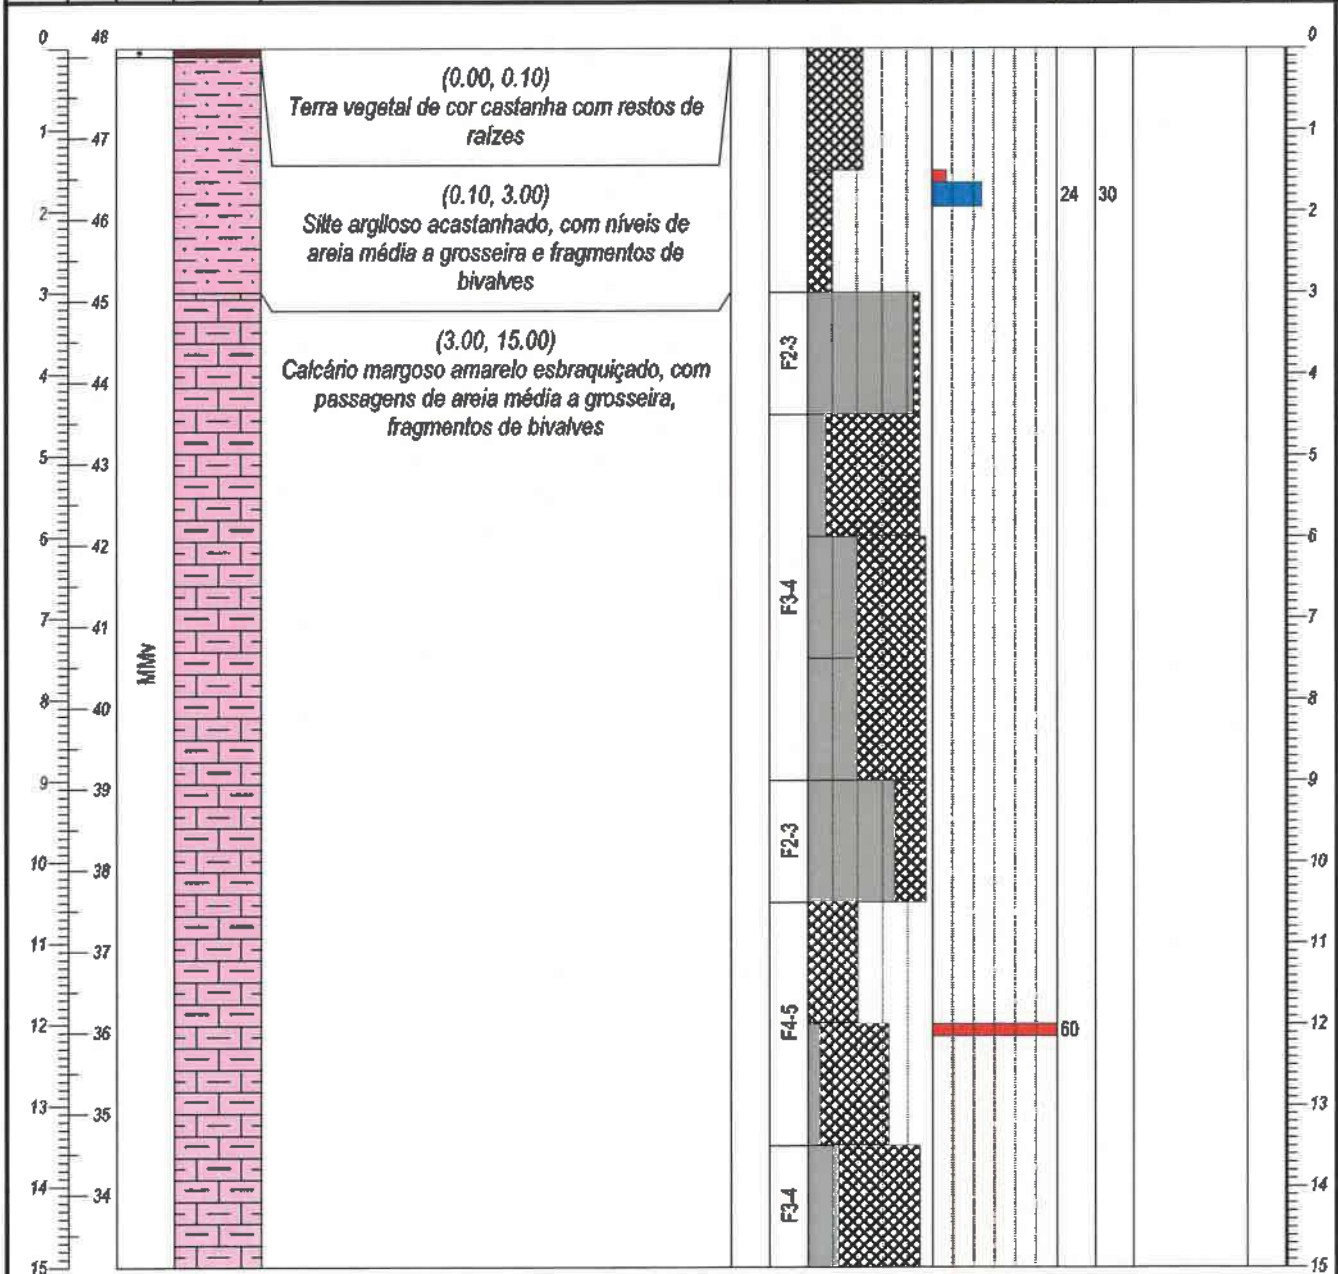 0 48 0
(0.00, 0.10)
Terra vegetal de cor castanha com restos de
raízes
1 47 1
(0.10, 3.00)
24 30
2 46 2
Silte argiloso acastanhado, com níveis de
areia média a grosseira e fragmentos de
bivalves
3 45 3
(3.00, 15.00)
F2-3
Calcário margoso amarelo esbraquiçado, com
4 44 4
passagens de areia média a grosseira,
fragmentos de bivalves
5 43 5
6 42 6
F3-4
7 41 7
MMv
8 40 8
9 39 9
F2-3
10 38 10
11 37 11
F4-5
12 36 60 12
13 35 13
14 34 14
F3-4
15 15